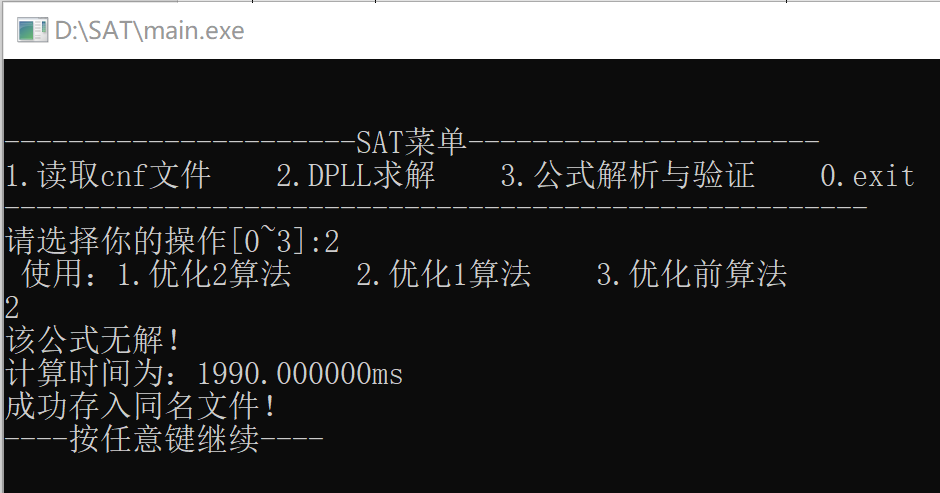 D:\SAT\main.exe
----------------------SAT菜单----------------------
1.读取cnf文件    2.DPLL求解    3.公式解析与验证    0.exit
------------------------------------------------------
请选择你的操作[0~3]:2
 使用：1.优化2算法    2.优化1算法    3.优化前算法
2
该公式无解！
计算时间为：1990.000000ms
成功存入同名文件！
----按任意键继续----